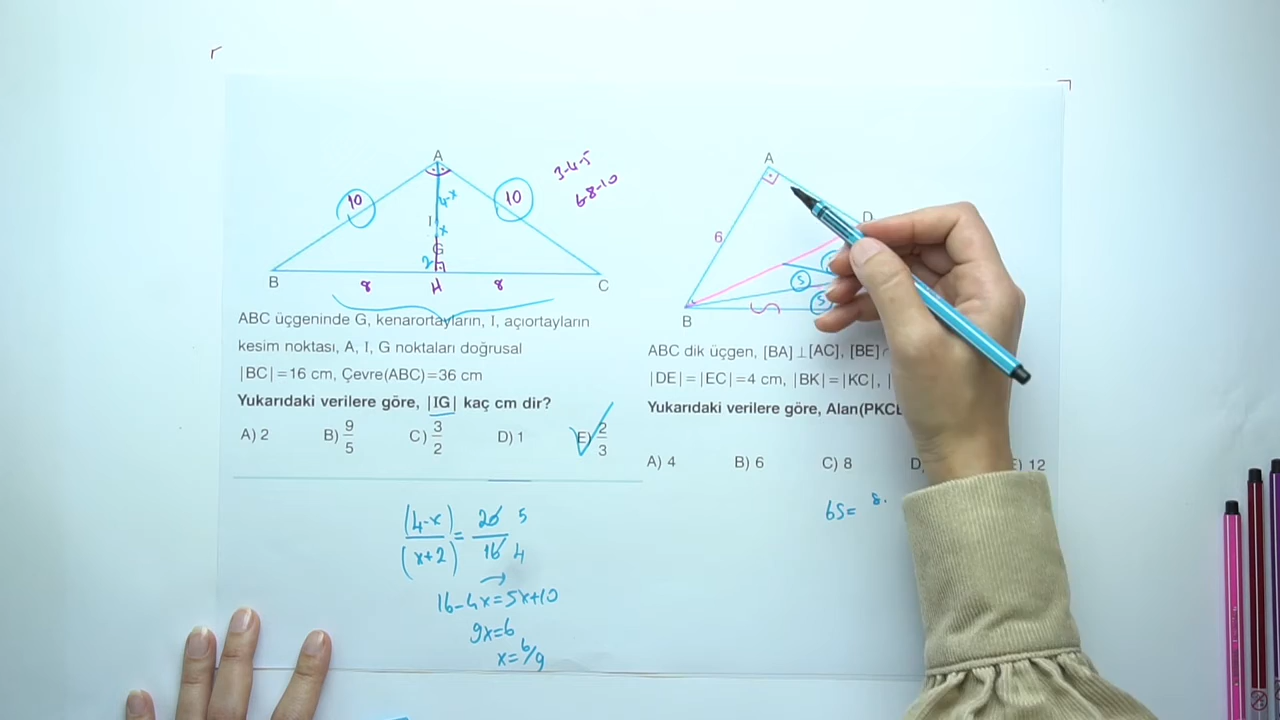 A
10
10
4-x
I
x
G
2
B
8
H
8
C
3-4-5
6-8-10
ABC üçgeninde G, kenarortayların, I, açıortayların
kesim noktası, A, I, G noktaları doğrusal
|BC|=16 cm, Çevre(ABC)=36 cm
Yukarıdaki verilere göre, |IG| kaç cm dir?
A) 2 B) 9/5 C) 3/2 D) 1 E) 2/3
(4-x)/(x+2) = 20/16 5 4
16-4x=5x+10
9x=6
x=6/9
A
D
6
S
S
B
ABC dik üçgen, [BA]⊥[AC], [BE]
|DE|=|EC|=4 cm, |BK|=|KC|,
Yukarıdaki verilere göre, Alan(PKCE
A) 4 B) 6 C) 8 D) E) 12
6S= 8.